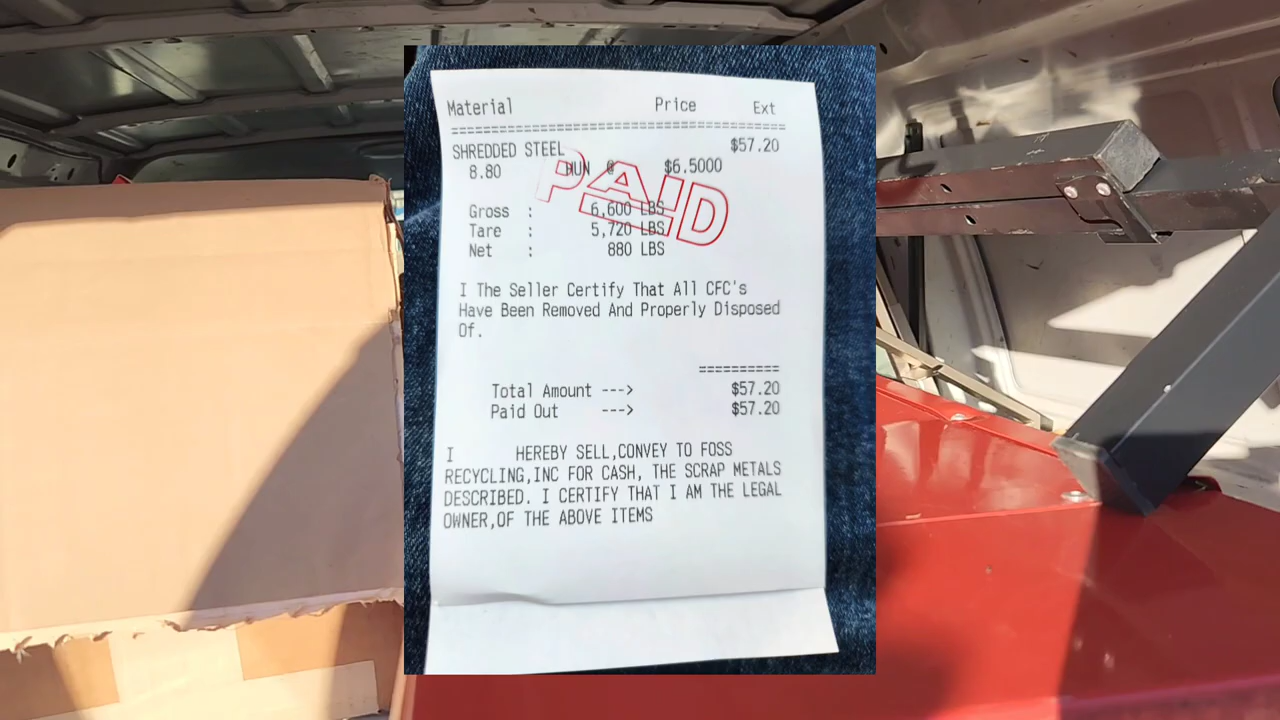 Material Price Ext
==========================================
SHREDDED STEEL $57.20
8.80 HUN @ $6.5000
PAID
Gross : 6,600 LBS
Tare : 5,720 LBS
Net : 880 LBS
I The Seller Certify That All CFC's
Have Been Removed And Properly Disposed
Of.
==========
Total Amount ---> $57.20
Paid Out ---> $57.20
I HEREBY SELL,CONVEY TO FOSS
RECYCLING,INC FOR CASH, THE SCRAP METALS
DESCRIBED. I CERTIFY THAT I AM THE LEGAL
OWNER,OF THE ABOVE ITEMS